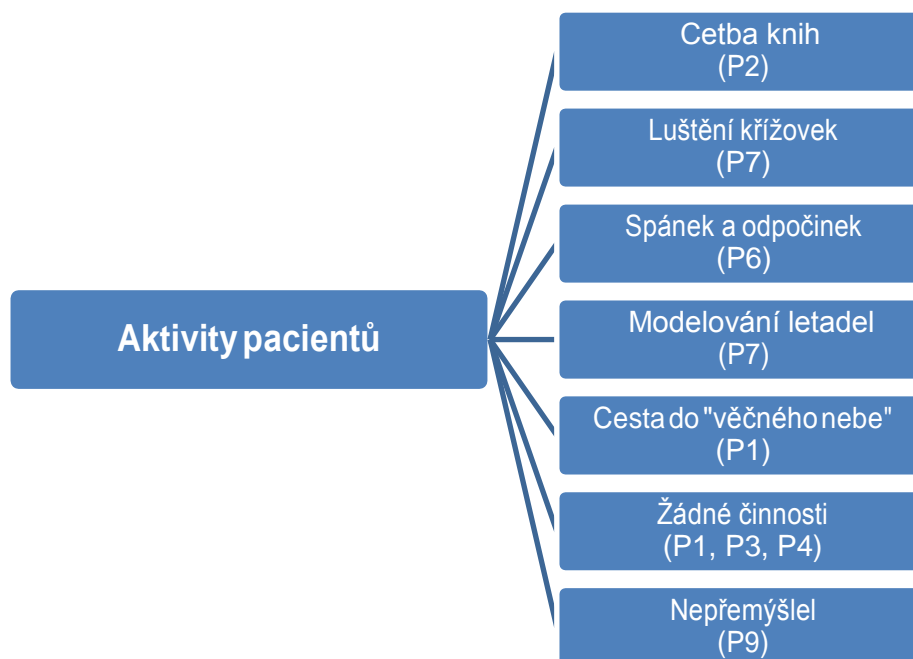 Aktivity pacientů
Cetba knih
(P2)
Luštění křížovek
(P7)
Spánek a odpočinek
(P6)
Modelování letadel
(P7)
Cesta do "věčného nebe"
(P1)
Žádné činnosti
(P1, P3, P4)
Nepřemýšlel
(P9)